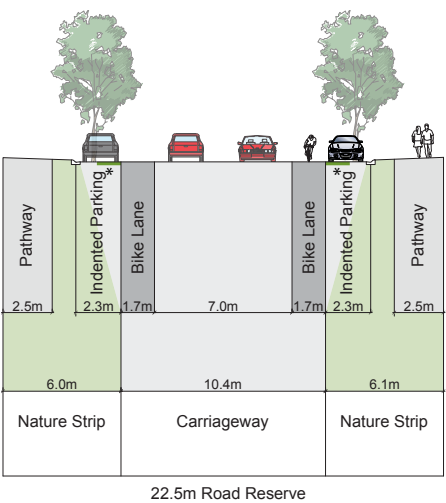 *
*
Pathway
Indented Parking
Bike Lane
Bike Lane
Indented Parking
Pathway
2.5m
2.3m
1.7m
7.0m
1.7m
2.3m
2.5m
6.0m
10.4m
6.1m
Nature Strip
Carriageway
Nature Strip
22.5m Road Reserve